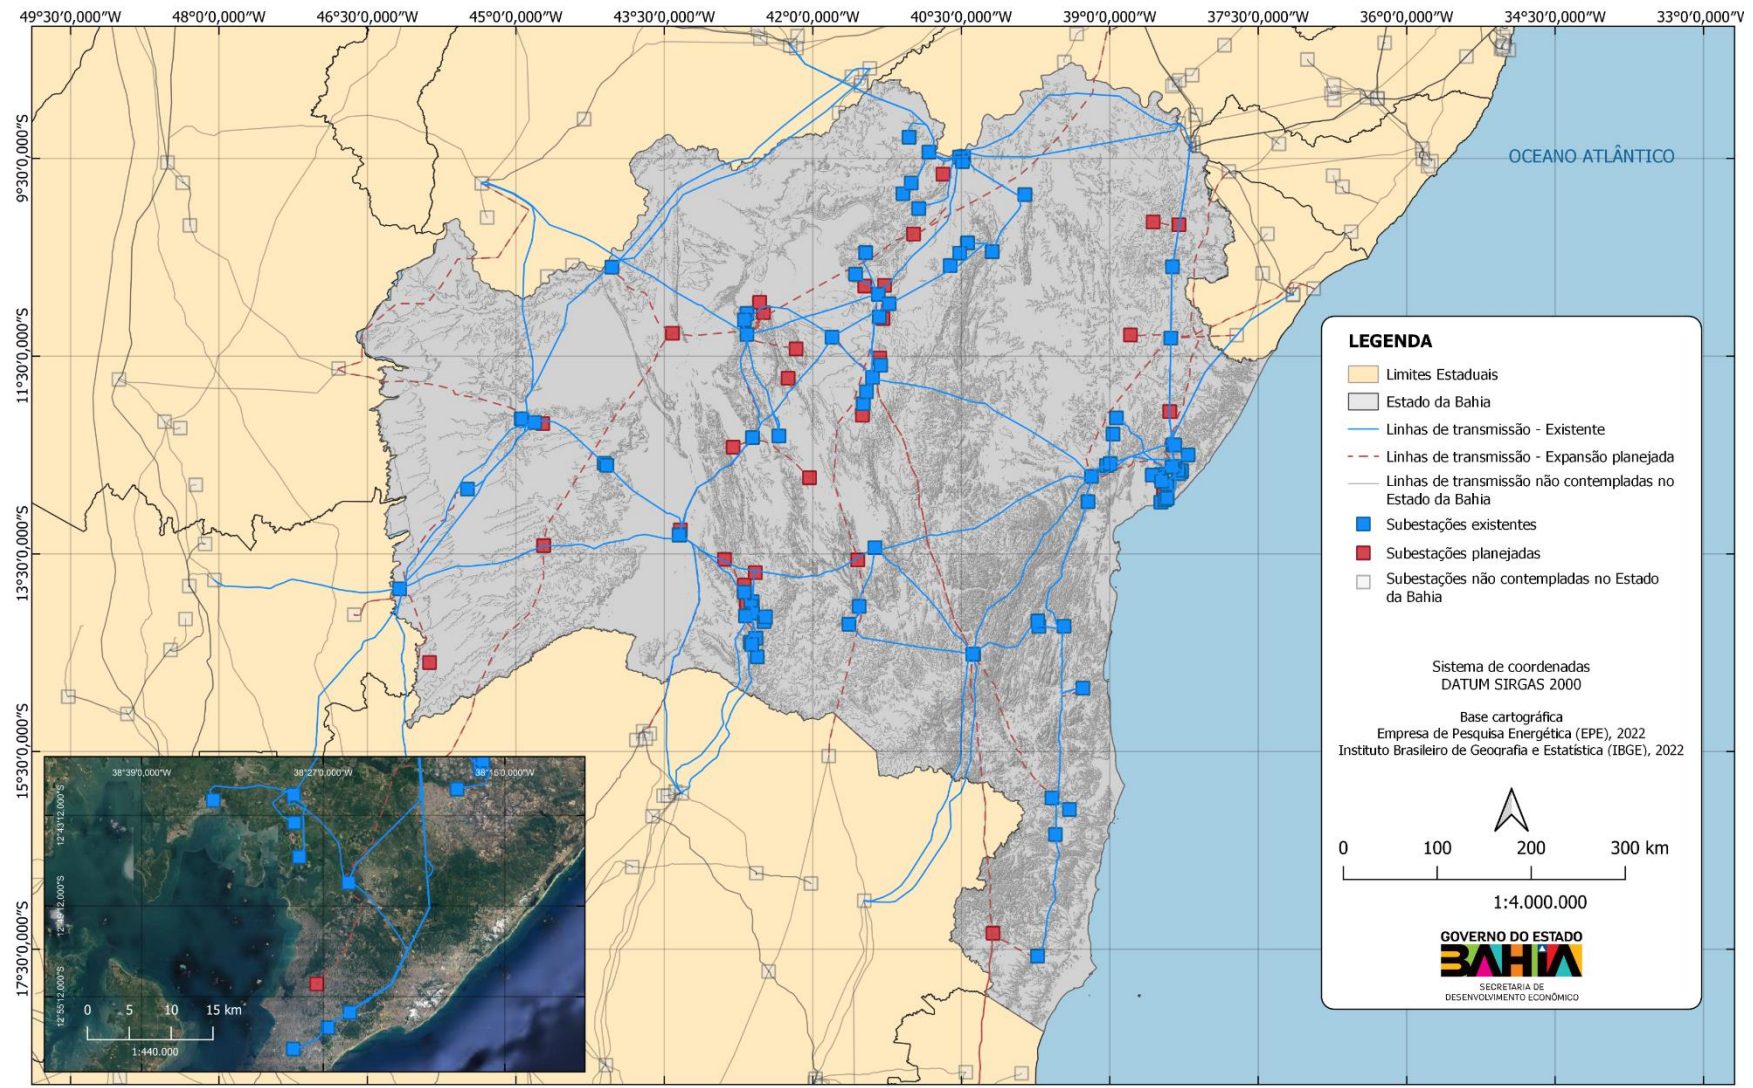 49°30'0,000"W 48°0'0,000"W 46°30'0,000"W 45°0'0,000"W 43°30'0,000"W 42°0'0,000"W 40°30'0,000"W 39°0'0,000"W 37°30'0,000"W 36°0'0,000"W 34°30'0,000"W 33°0'0,000"W
9°30'0,000"S
11°30'0,000"S
13°30'0,000"S
15°30'0,000"S
17°30'0,000"S
OCEANO ATLÂNTICO
LEGENDA
Limites Estaduais
Estado da Bahia
Linhas de transmissão - Existente
Linhas de transmissão - Expansão planejada
Linhas de transmissão não contempladas no
Estado da Bahia
Subestações existentes
Subestações planejadas
Subestações não contempladas no Estado
da Bahia
Sistema de coordenadas
DATUM SIRGAS 2000
Base cartográfica
Empresa de Pesquisa Energética (EPE), 2022
Instituto Brasileiro de Geografia e Estatística (IBGE), 2022
0 100 200 300 km
1:4.000.000
GOVERNO DO ESTADO
BAHIA
SECRETARIA DE
DESENVOLVIMENTO ECONÔMICO
38°39'0,000"W 38°27'0,000"W 38°15'0,000"W
12°43'12,000"S
12°49'12,000"S
12°55'12,000"S
0 5 10 15 km
1:440.000